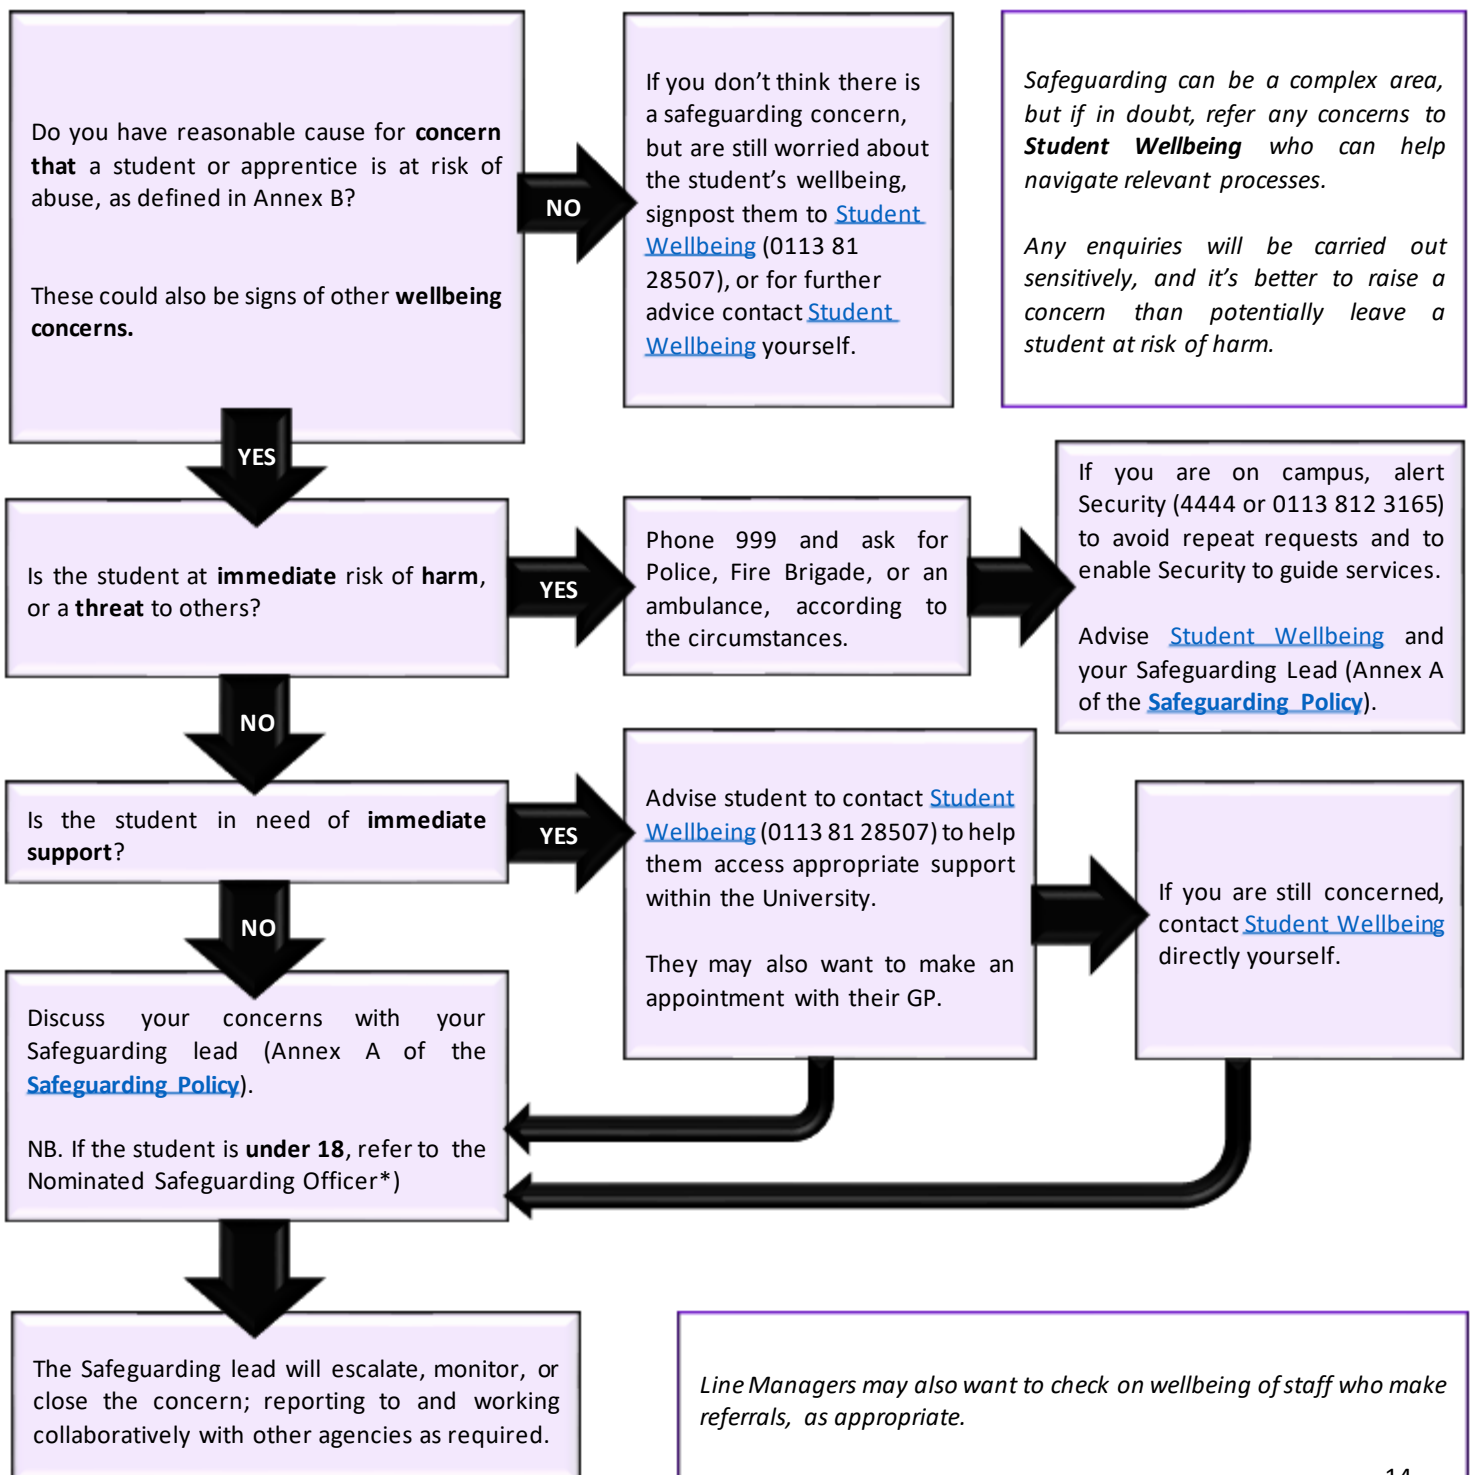 Do you have reasonable cause for concern
that a student or apprentice is at risk of
abuse, as defined in Annex B?
These could also be signs of other wellbeing
concerns.
NO
If you don't think there is
a safeguarding concern,
but are still worried about
the student's wellbeing,
signpost them to Student
Wellbeing (0113 81
28507), or for further
advice contact Student
Wellbeing yourself.
Safeguarding can be a complex area,
but if in doubt, refer any concerns to
Student Wellbeing who can help
navigate relevant processes.
Any enquiries will be carried out
sensitively, and it's better to raise a
concern than potentially leave a
student at risk of harm.
YES
Is the student at immediate risk of harm,
or a threat to others?
YES
Phone 999 and ask for
Police, Fire Brigade, or an
ambulance, according to
the circumstances.
If you are on campus, alert
Security (4444 or 0113 812 3165)
to avoid repeat requests and to
enable Security to guide services.
Advise Student Wellbeing and
your Safeguarding Lead (Annex A
of the Safeguarding Policy).
NO
Is the student in need of immediate
support?
YES
Advise student to contact Student
Wellbeing (0113 81 28507) to help
them access appropriate support
within the University.
They may also want to make an
appointment with their GP.
If you are still concerned,
contact Student Wellbeing
directly yourself.
NO
Discuss your concerns with your
Safeguarding lead (Annex A of the
Safeguarding Policy).
NB. If the student is under 18, refer to the
Nominated Safeguarding Officer*)
The Safeguarding lead will escalate, monitor, or
close the concern; reporting to and working
collaboratively with other agencies as required.
Line Managers may also want to check on wellbeing of staff who make
referrals, as appropriate.
14